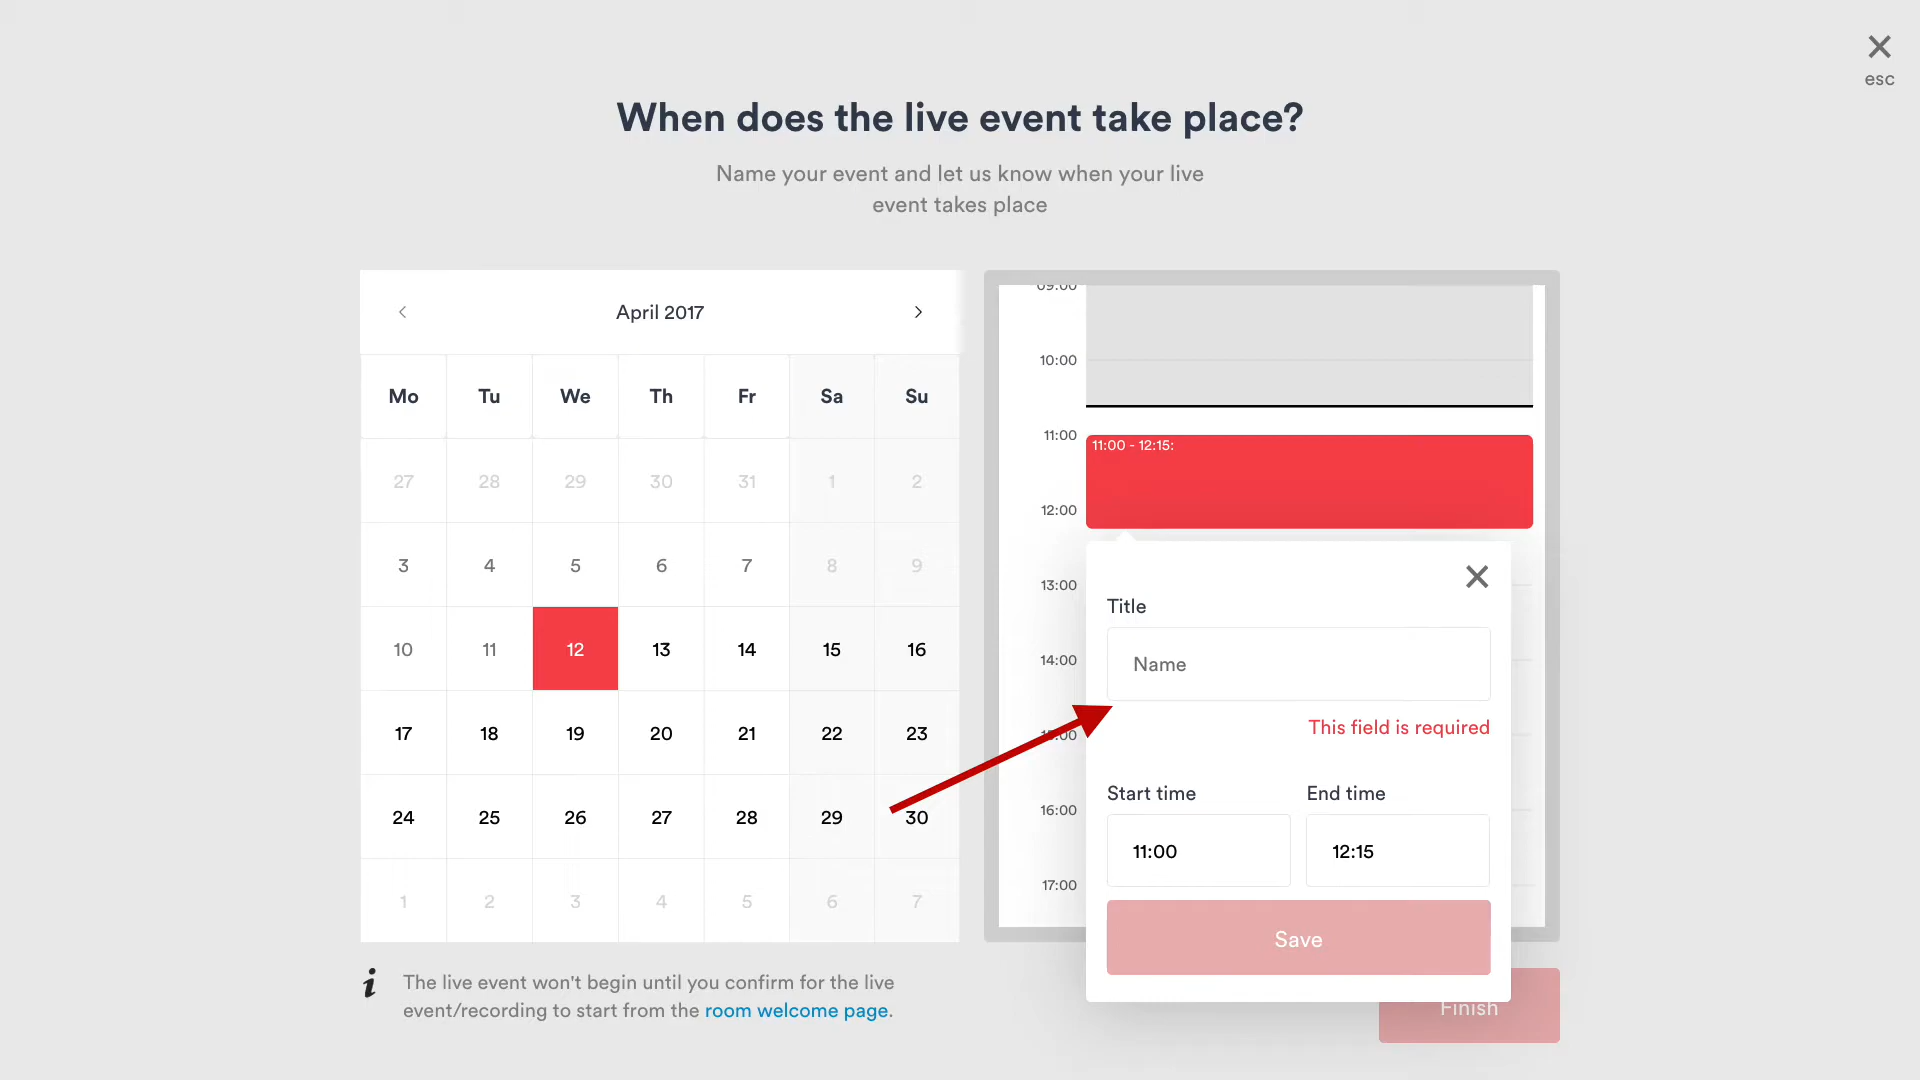 esc
When does the live event take place?
Name your event and let us know when your live
event takes place
April 2017
Mo Tu We Th Fr Sa Su
27 28 29 30 31 1 2
3 4 5 6 7 8 9
10 11 12 13 14 15 16
17 18 19 20 21 22 23
24 25 26 27 28 29 30
1 2 3 4 5 6 7
The live event won't begin until you confirm for the live
event/recording to start from the room welcome page.
09:00
10:00
11:00
11:00 - 12:15:
12:00
13:00
14:00
15:00
16:00
17:00
Title
Name
This field is required
Start time End time
11:00 12:15
Save
Finish